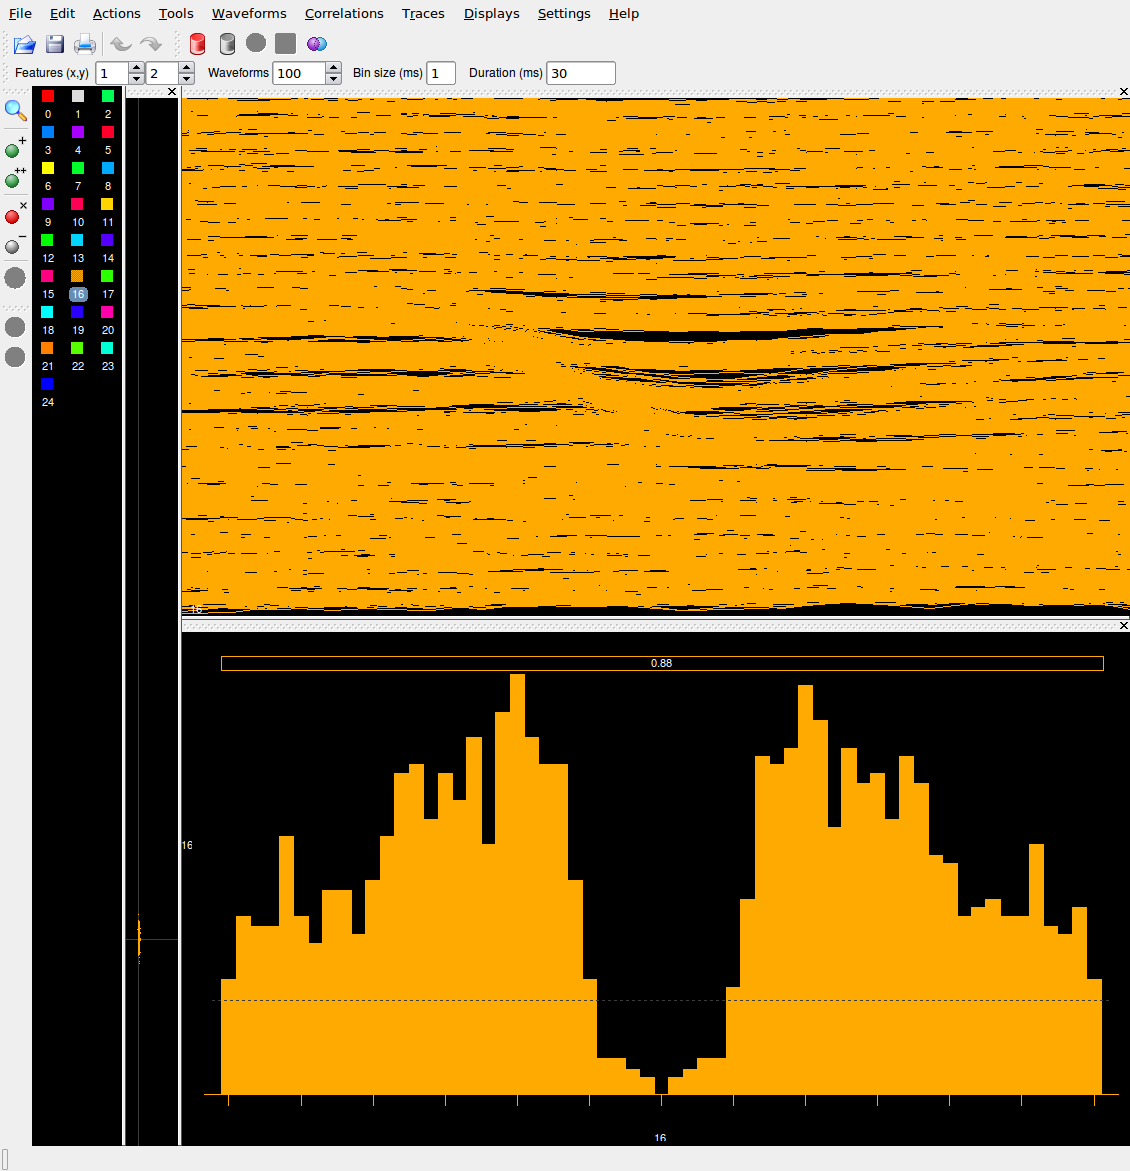 File Edit Actions Tools Waveforms Correlations Traces Displays Settings Help
Features (x,y) 1 2 Waveforms 100 Bin size (ms) 1 Duration (ms) 30
0 1 2
3 4 5
6 7 8
9 10 11
12 13 14
15 16 17
18 19 20
21 22 23
24
16
0.88
16
16